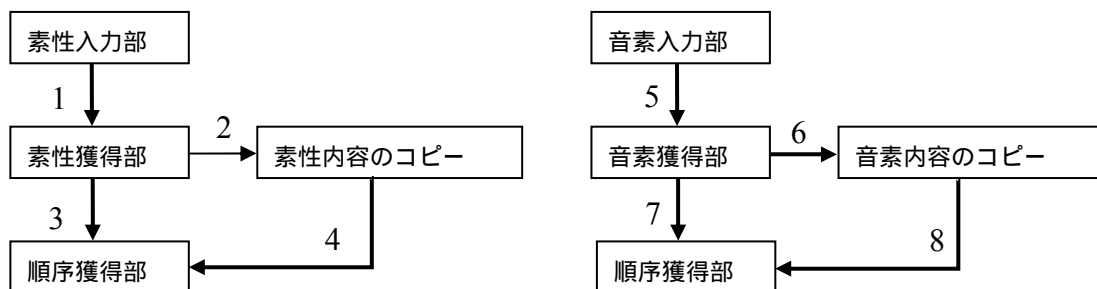 素性入力部
1
素性獲得部
2
素性内容のコピー
3
4
順序獲得部
音素入力部
5
音素獲得部
6
音素内容のコピー
7
8
順序獲得部